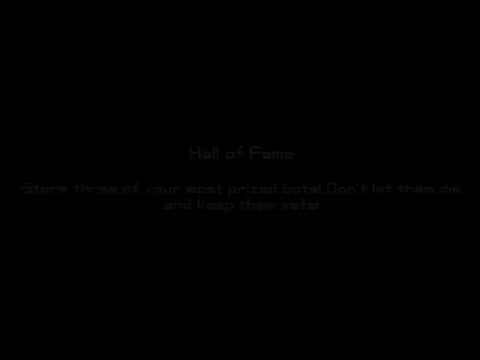 Hall of Fame
Store three of your most prized bots! Don't let them die,
and keep them safe!